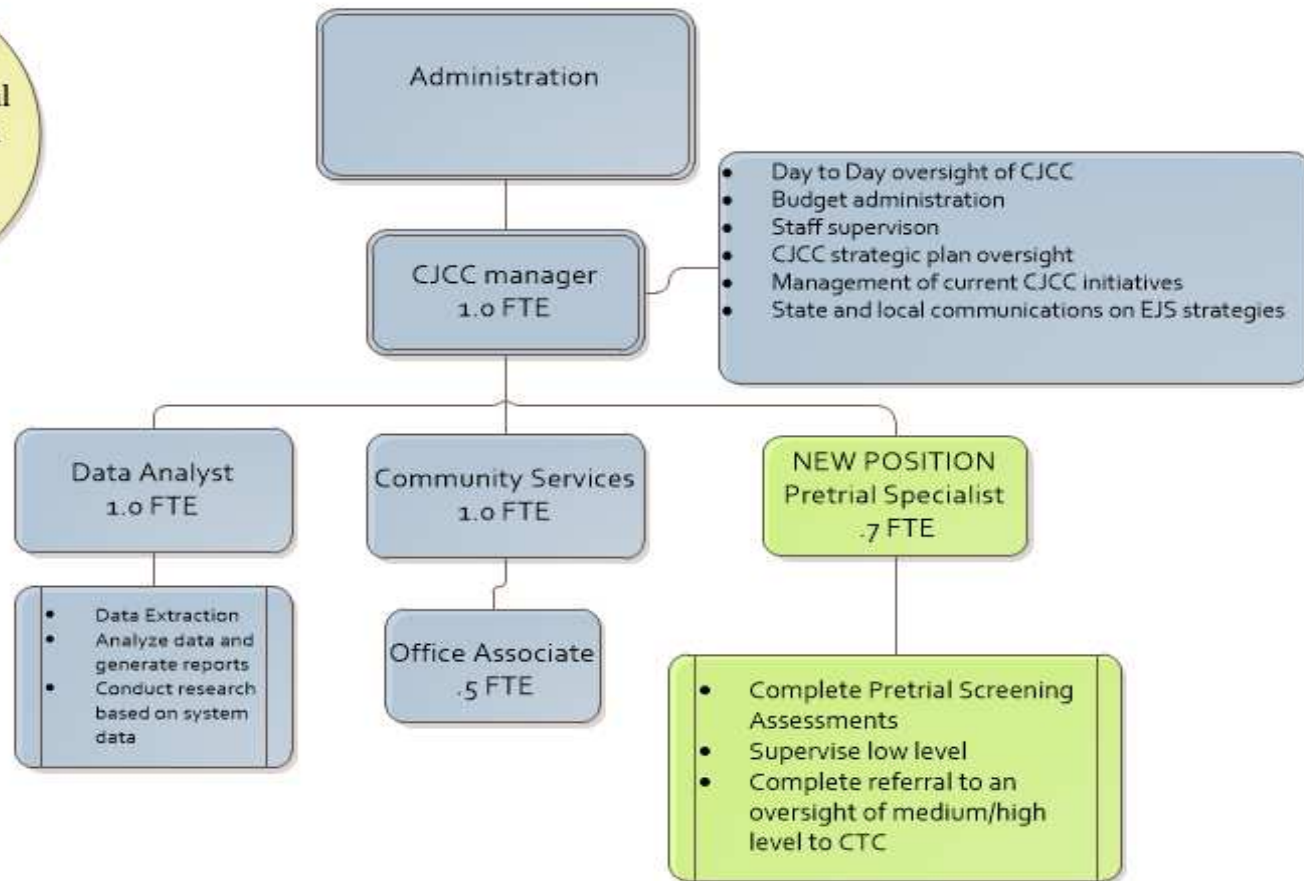 Administration
CJCC manager
1.0 FTE
• Day to Day oversight of CJCC
• Budget administration
• Staff supervison
• CJCC strategic plan oversight
• Management of current CJCC initiatives
• State and local communications on EJS strategies
Data Analyst
1.0 FTE
Community Services
1.0 FTE
NEW POSITION
Pretrial Specialist
.7 FTE
• Data Extraction
• Analyze data and
generate reports
• Conduct research
based on system
data
Office Associate
.5 FTE
• Complete Pretrial Screening
Assessments
• Supervise low level
• Complete referral to an
oversight of medium/high
level to CTC